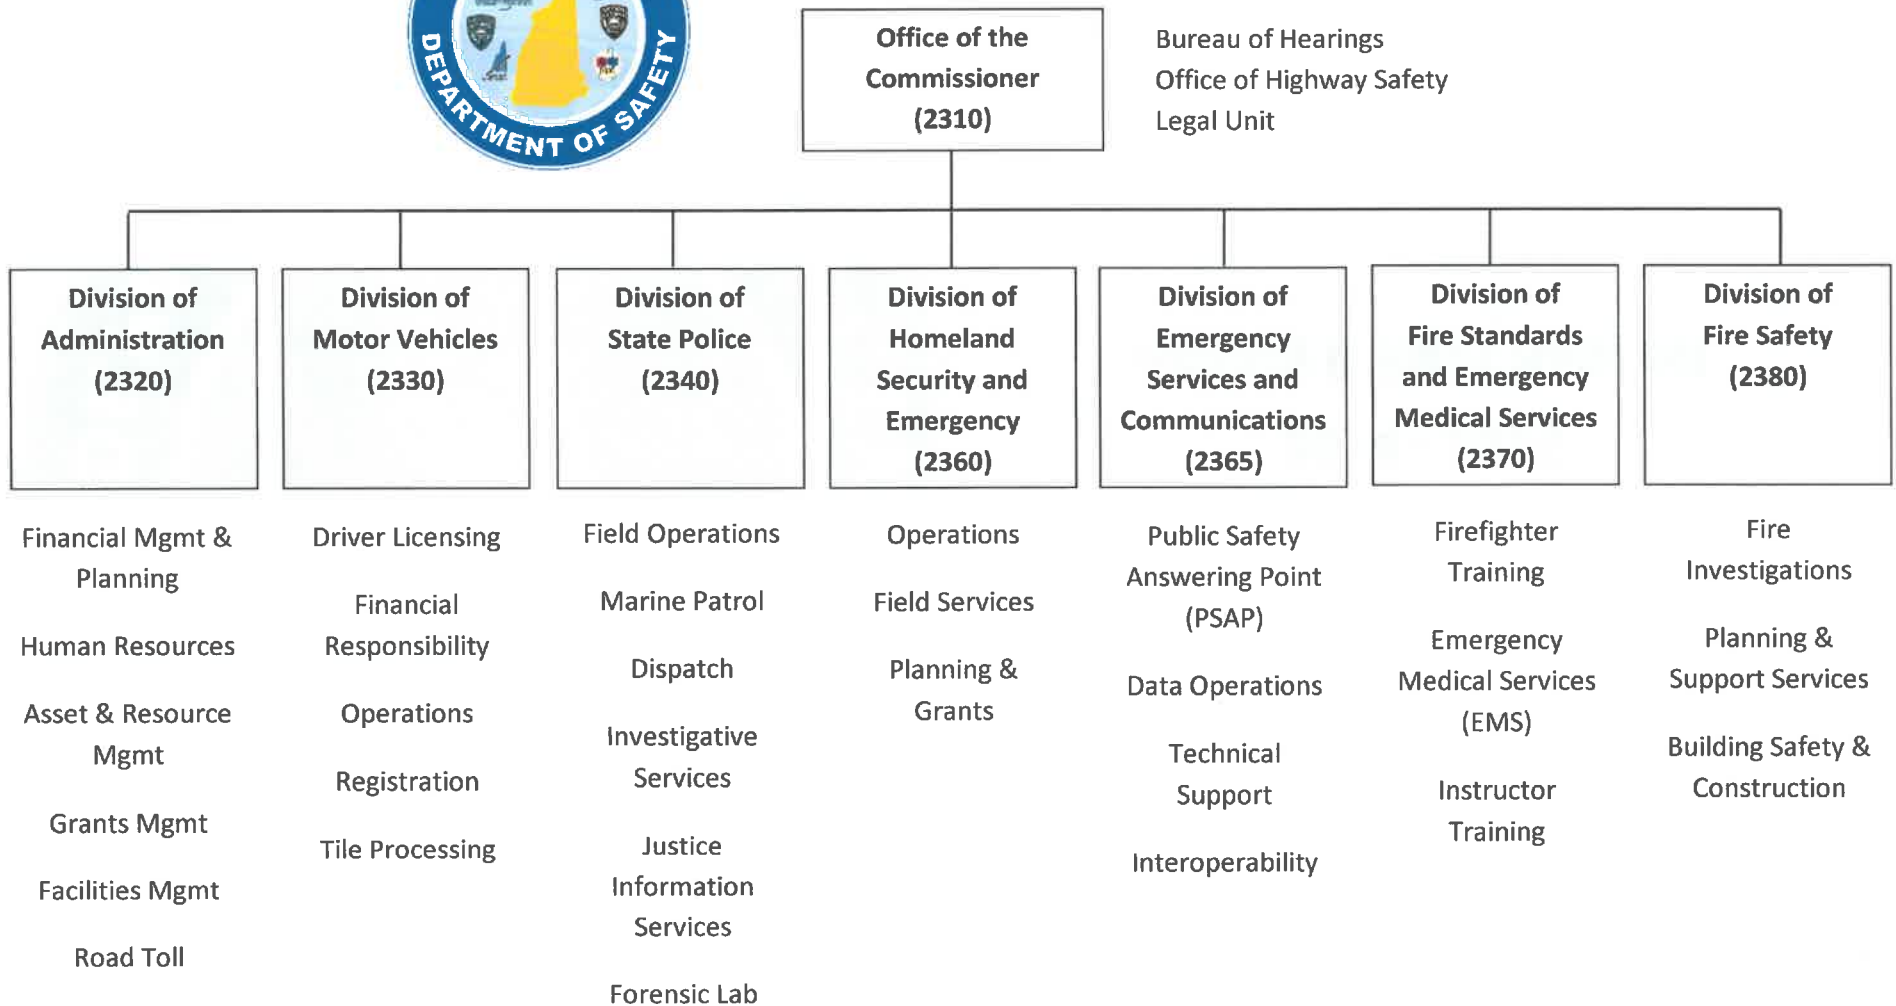 DEPARTMENT OF SAFETY
Office of the
Commissioner
(2310)
Bureau of Hearings
Office of Highway Safety
Legal Unit
Division of
Administration
(2320)
Financial Mgmt &
Planning
Human Resources
Asset & Resource
Mgmt
Grants Mgmt
Facilities Mgmt
Road Toll
Division of
Motor Vehicles
(2330)
Driver Licensing
Financial
Responsibility
Operations
Registration
Tile Processing
Division of
State Police
(2340)
Field Operations
Marine Patrol
Dispatch
Investigative
Services
Justice
Information
Services
Forensic Lab
Division of
Homeland
Security and
Emergency
(2360)
Operations
Field Services
Planning &
Grants
Division of
Emergency
Services and
Communications
(2365)
Public Safety
Answering Point
(PSAP)
Data Operations
Technical
Support
Interoperability
Division of
Fire Standards
and Emergency
Medical Services
(2370)
Firefighter
Training
Emergency
Medical Services
(EMS)
Instructor
Training
Division of
Fire Safety
(2380)
Fire
Investigations
Planning &
Support Services
Building Safety &
Construction